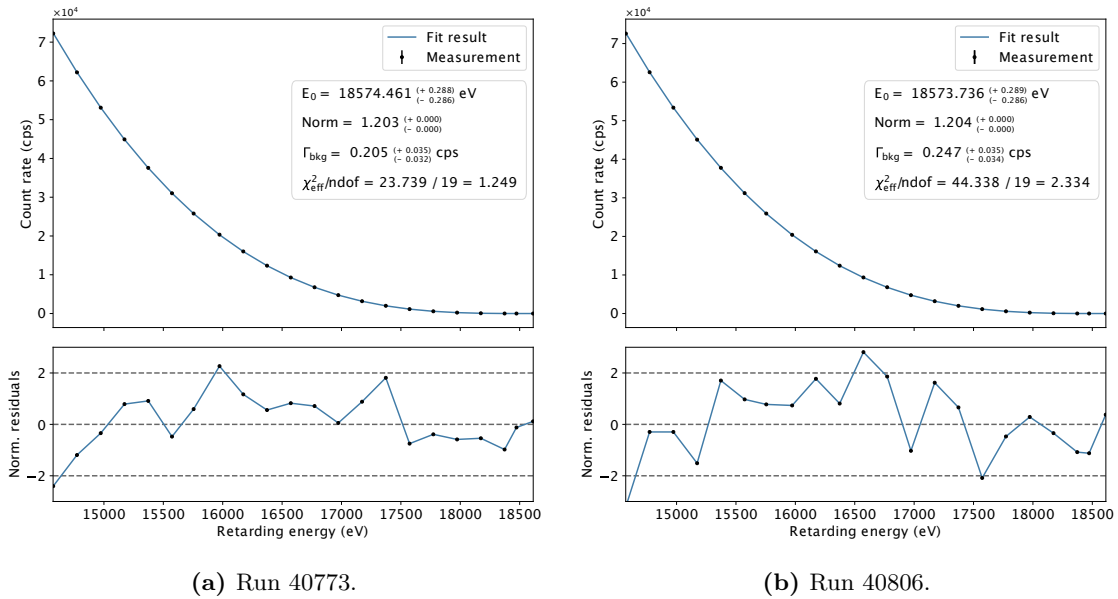 ×10⁴
Fit result
Measurement
E₀ = 18574.461 (+ 0.288) (− 0.286) eV
Norm = 1.203 (+ 0.000) (− 0.000)
Γbkg = 0.205 (+ 0.035) (− 0.032) cps
χ²eff/ndof = 23.739 / 19 = 1.249
Count rate (cps)
7
6
5
4
3
2
1
0
Norm. residuals
2
0
−2
15000 15500 16000 16500 17000 17500 18000 18500
Retarding energy (eV)
(a) Run 40773.
×10⁴
Fit result
Measurement
E₀ = 18573.736 (+ 0.289) (− 0.286) eV
Norm = 1.204 (+ 0.000) (− 0.000)
Γbkg = 0.247 (+ 0.035) (− 0.034) cps
χ²eff/ndof = 44.338 / 19 = 2.334
Count rate (cps)
7
6
5
4
3
2
1
0
Norm. residuals
2
0
−2
15000 15500 16000 16500 17000 17500 18000 18500
Retarding energy (eV)
(b) Run 40806.